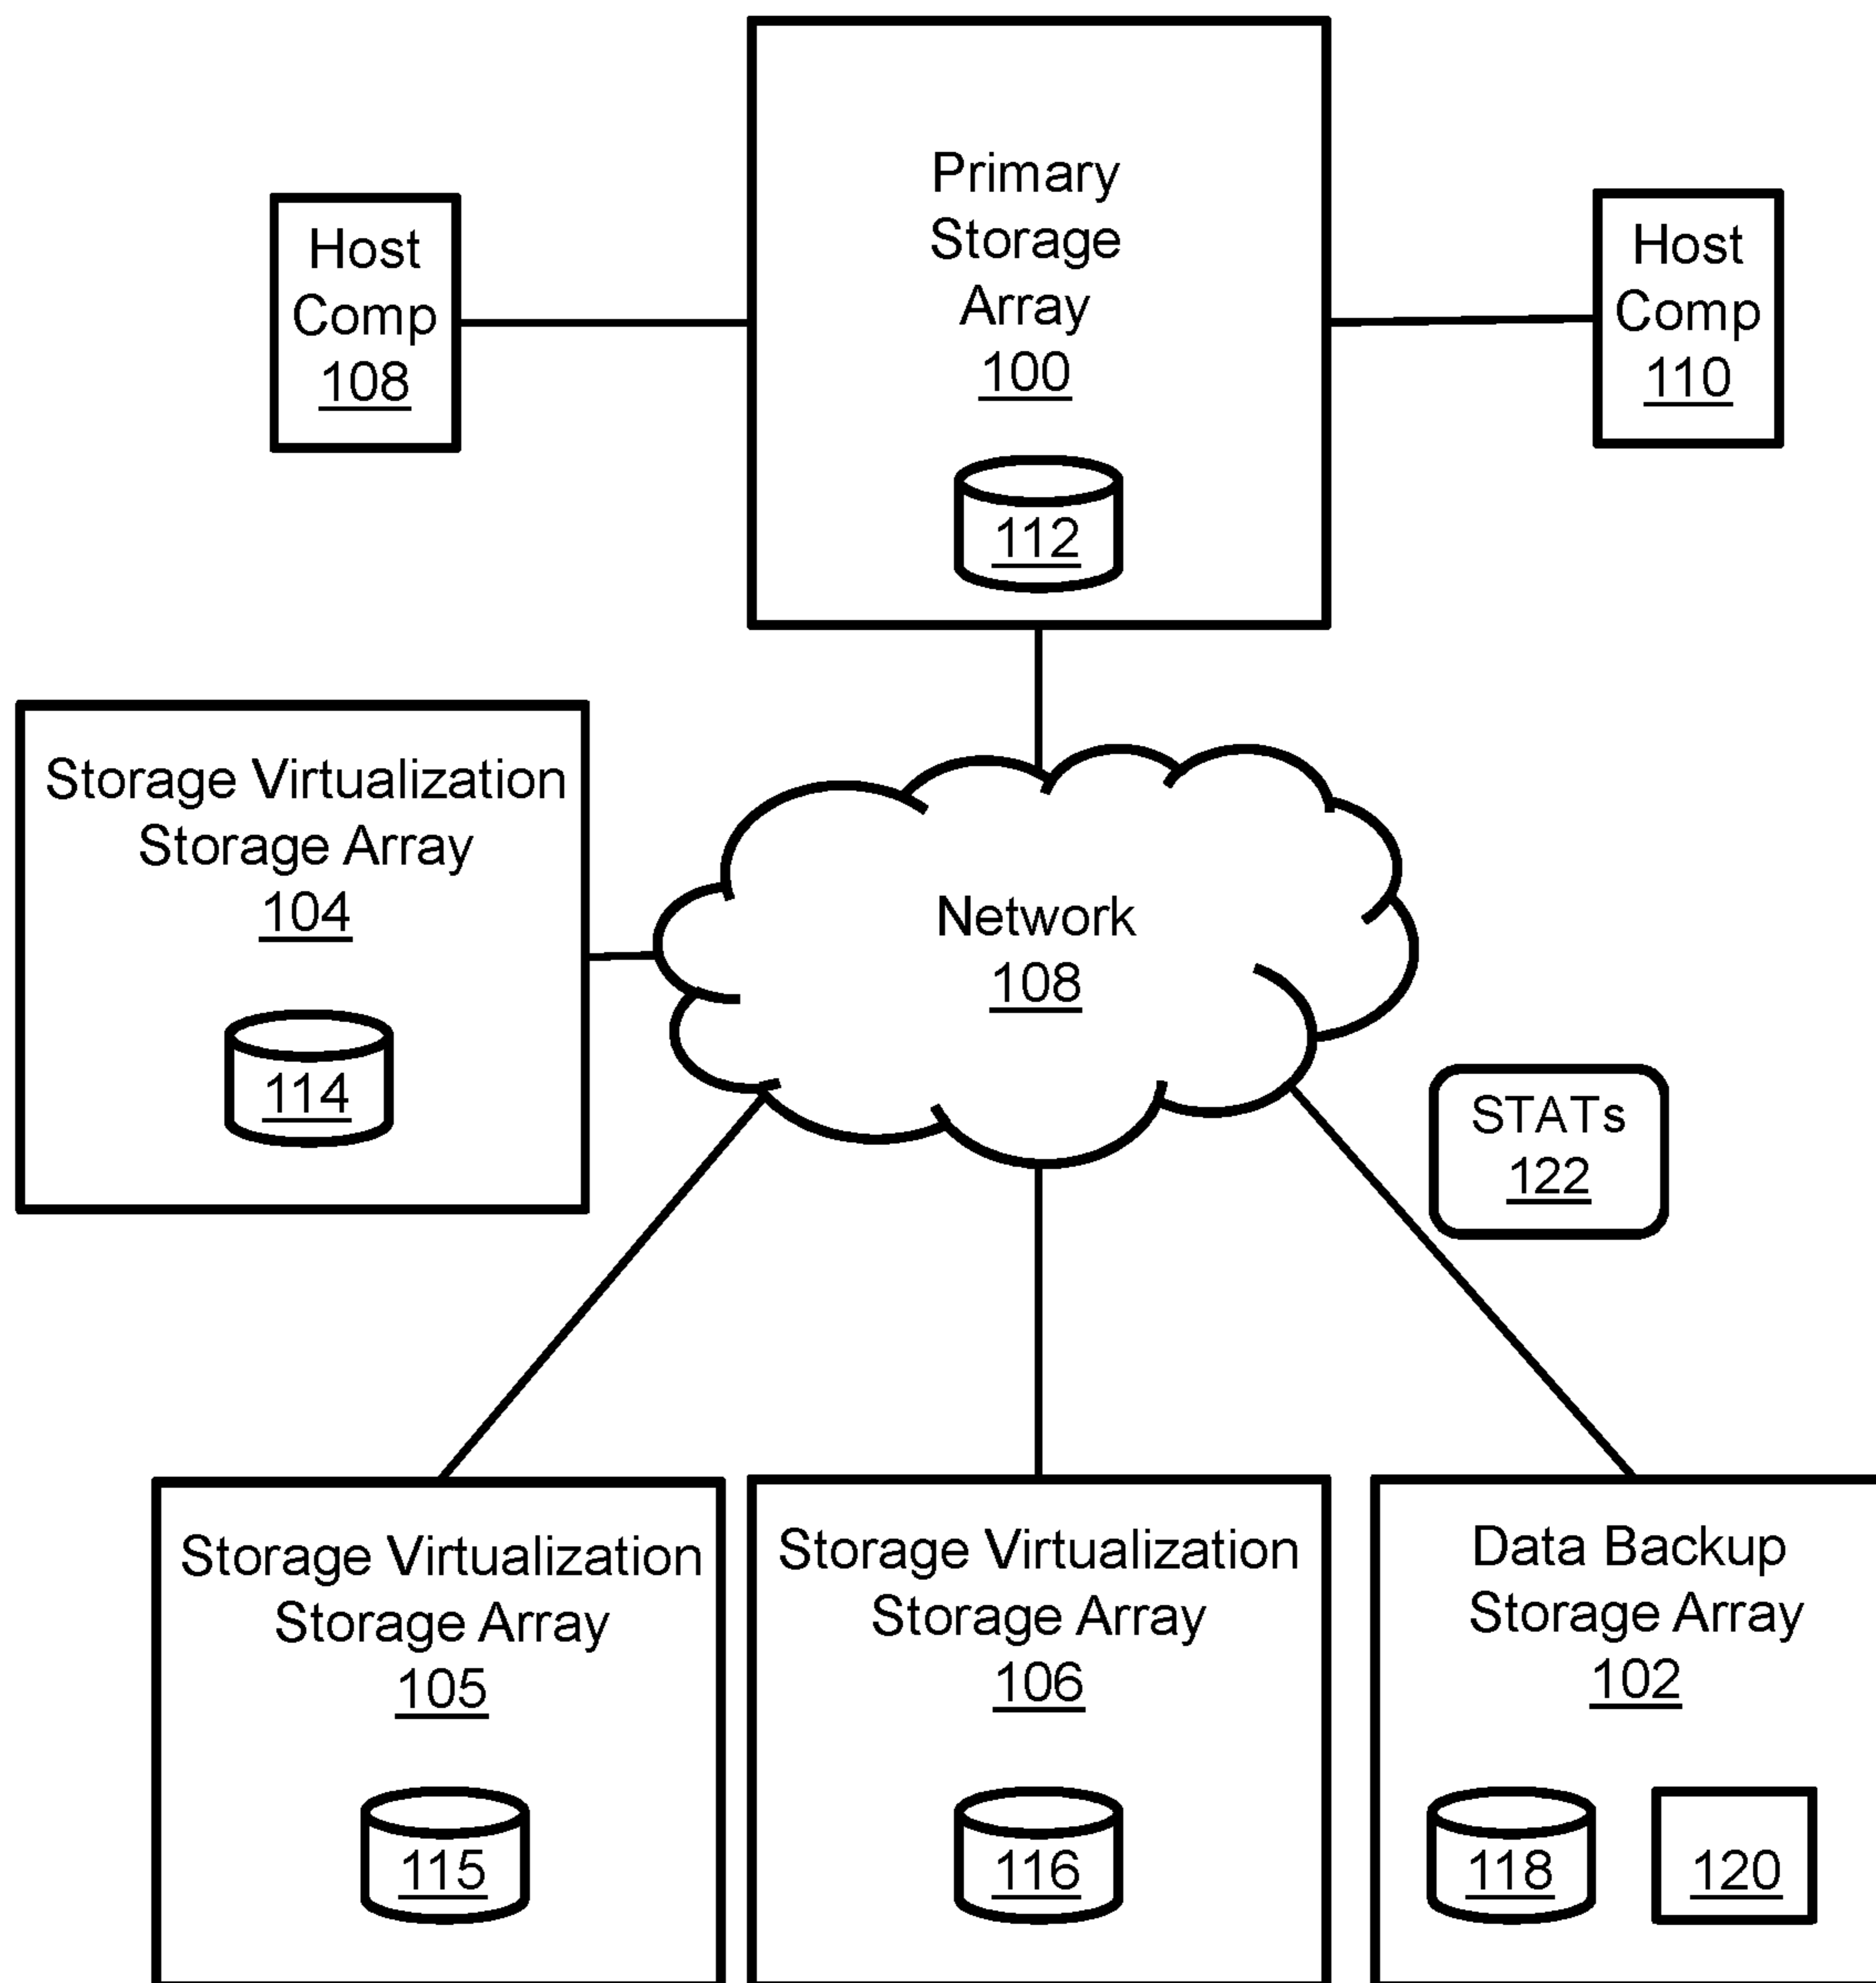 Primary
Storage
Array
100
112
Host
Comp
108
Host
Comp
110
Storage Virtualization
Storage Array
104
114
Network
108
STATs
122
Storage Virtualization
Storage Array
105
115
Storage Virtualization
Storage Array
106
116
Data Backup
Storage Array
102
118
120